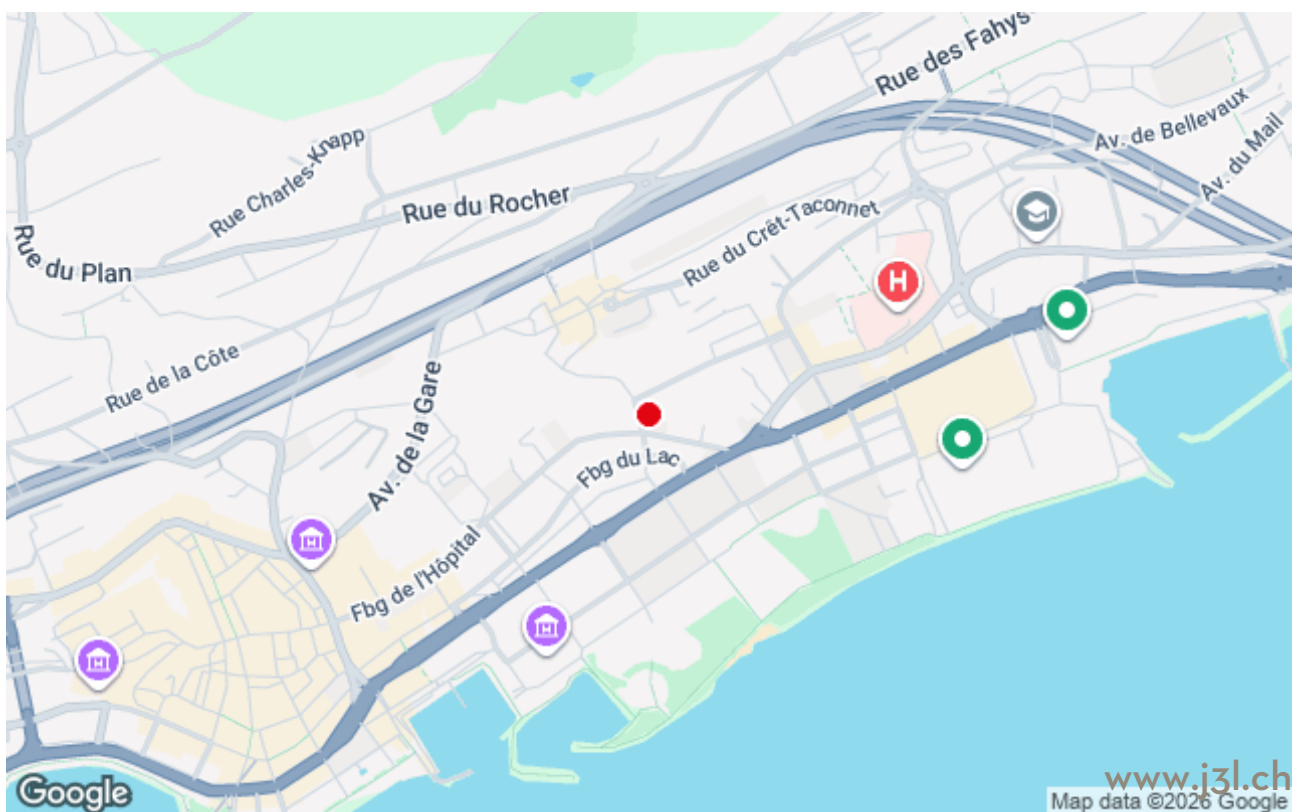 Rue des Fahys
Av. de Bellevaux
Av. du Mail
Rue Charles-Knapp
Rue du Rocher
Rue du Crêt-Taconnet
Rue du Plan
H
Rue de la Côte
Av. de la Gare
Fbg du Lac
Fbg de l'Hôpital
www.j3l.ch
Google
Map data ©2026 Google